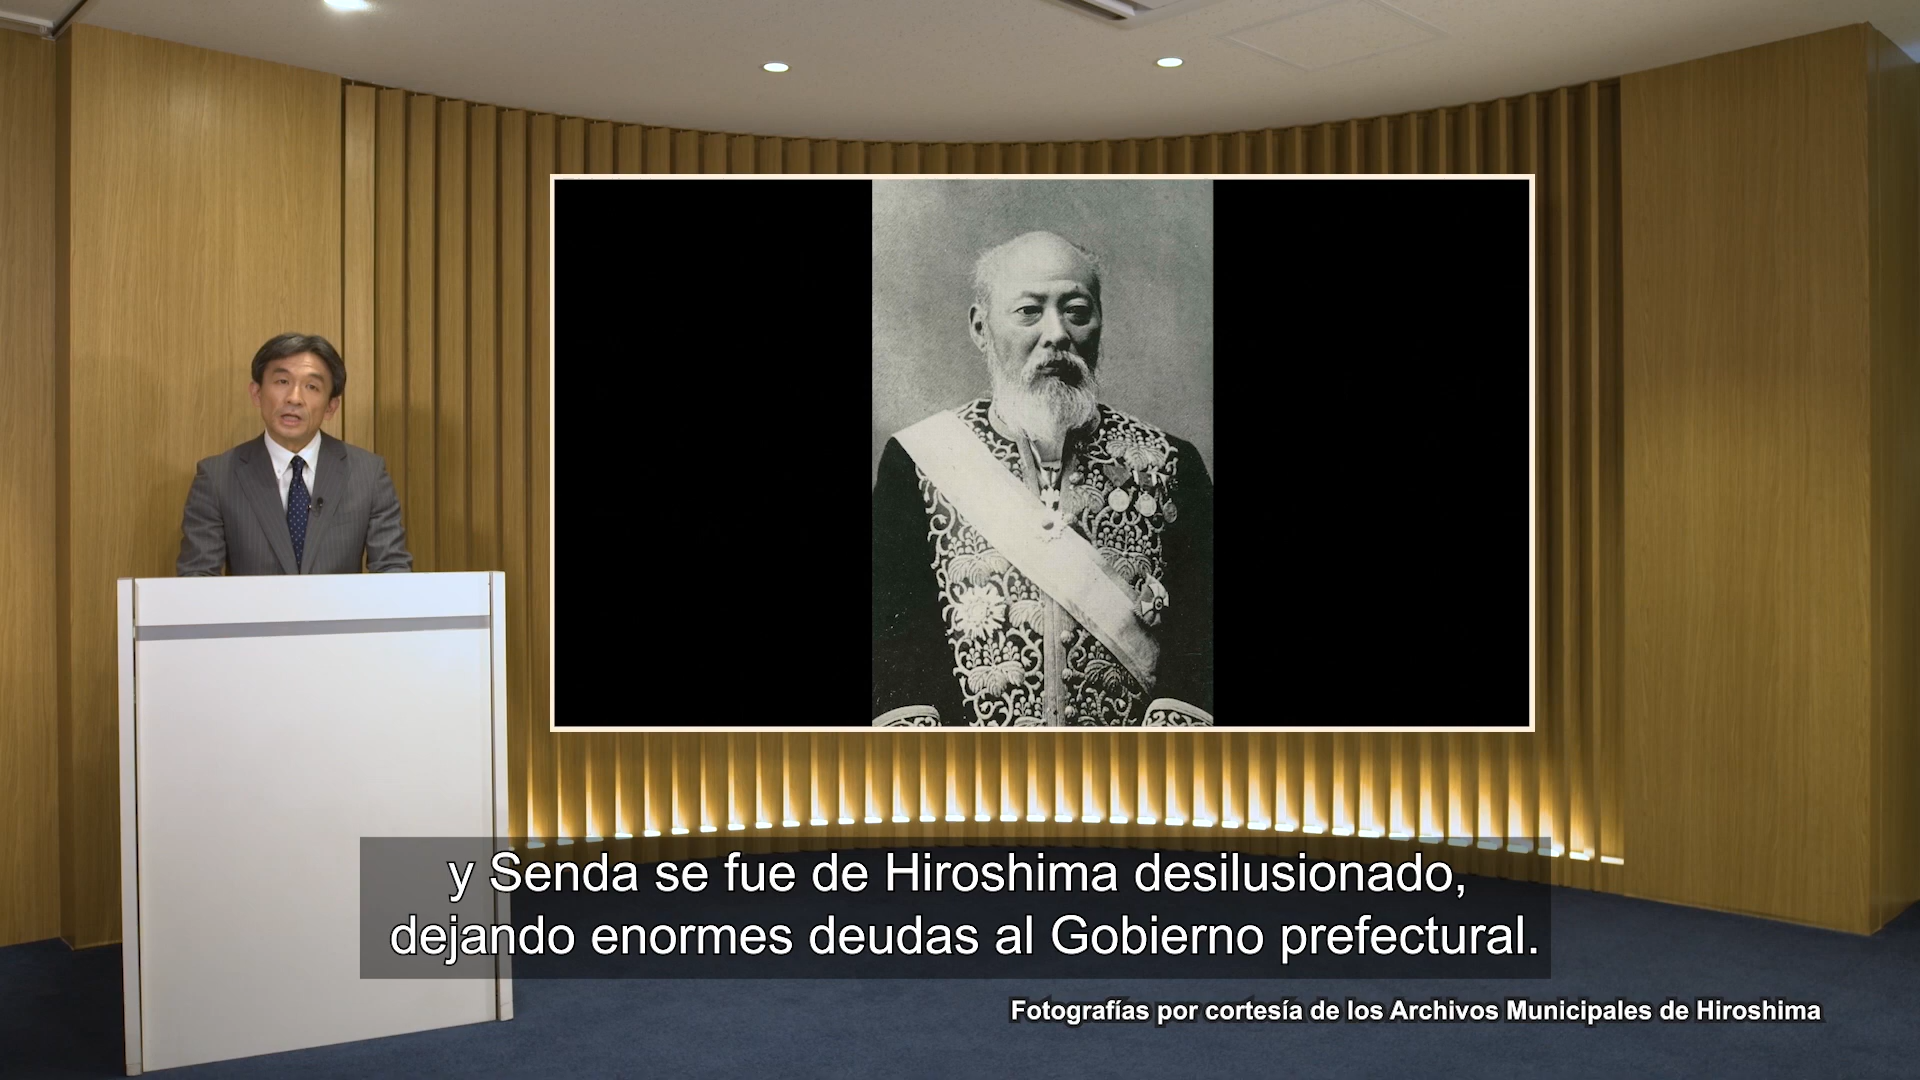 y Senda se fue de Hiroshima desilusionado,
dejando enormes deudas al Gobierno prefectural.
Fotografías por cortesía de los Archivos Municipales de Hiroshima